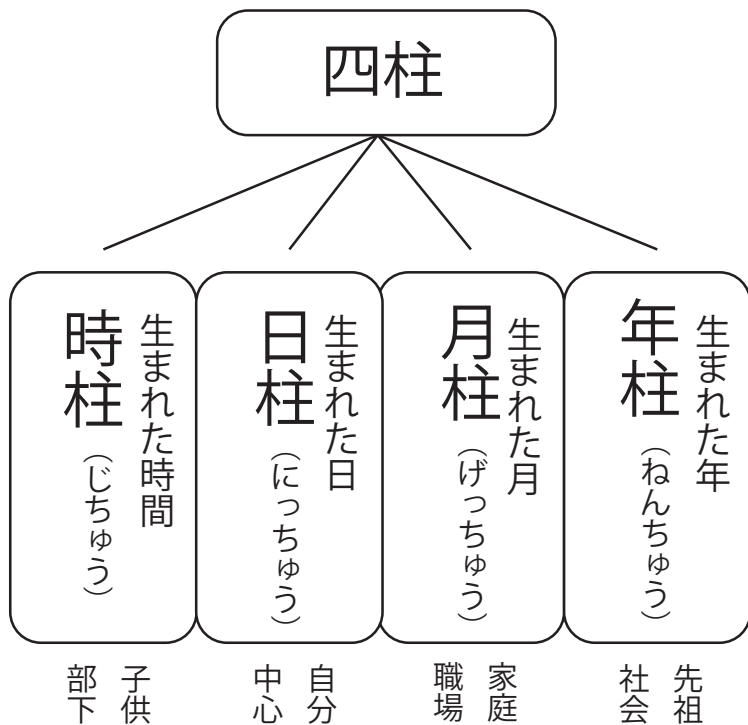 四柱
生まれた年
年柱
（ねんちゅう）
生まれた月
月柱
（げっちゅう）
生まれた日
日柱
（にっちゅう）
生まれた時間
時柱
（じちゅう）
先祖
社会
家庭
職場
自分
中心
子供
部下